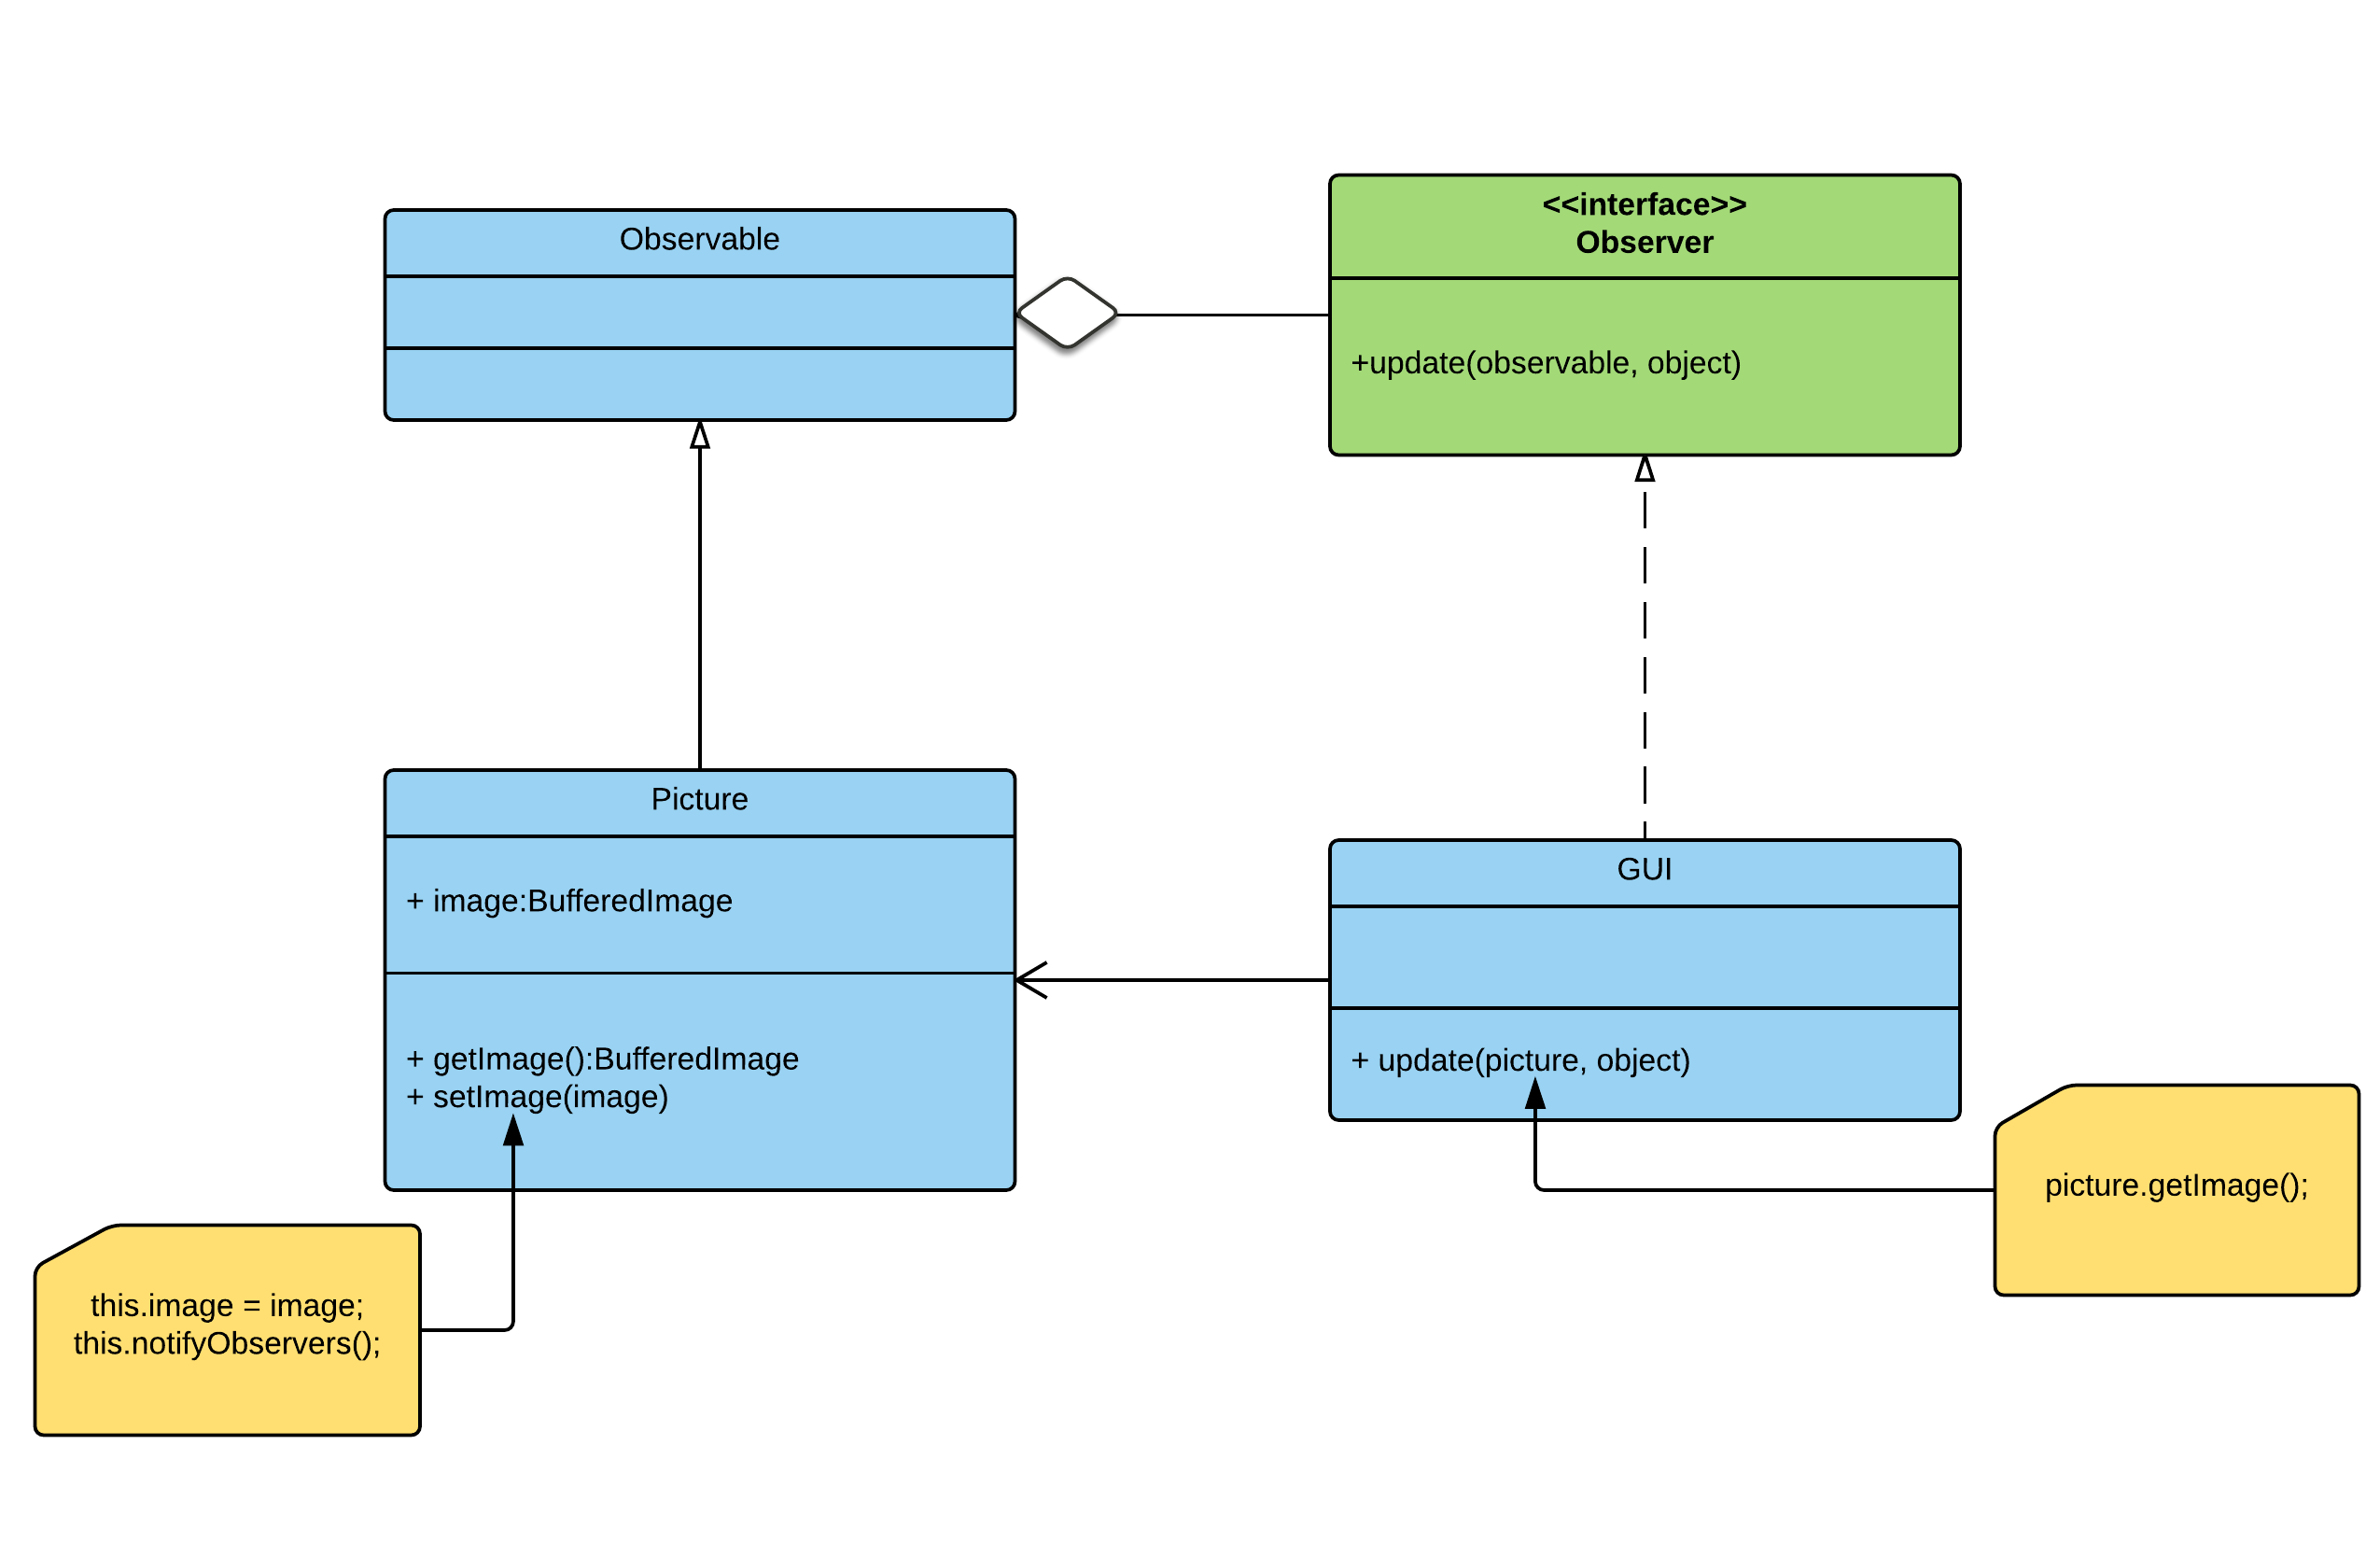 Observable
<<interface>>
Observer
+update(observable, object)
Picture
+ image:BufferedImage
+ getImage():BufferedImage
+ setImage(image)
GUI
+ update(picture, object)
picture.getImage();
this.image = image;
this.notifyObservers();